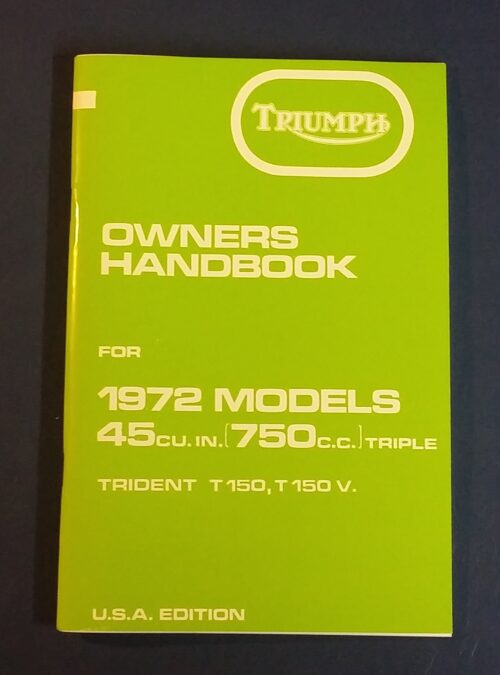 TRIUMPH
OWNERS
HANDBOOK
FOR
1972 MODELS
45CU.IN.[750C.C.]TRIPLE
TRIDENT T150, T150 V.
U.S.A. EDITION